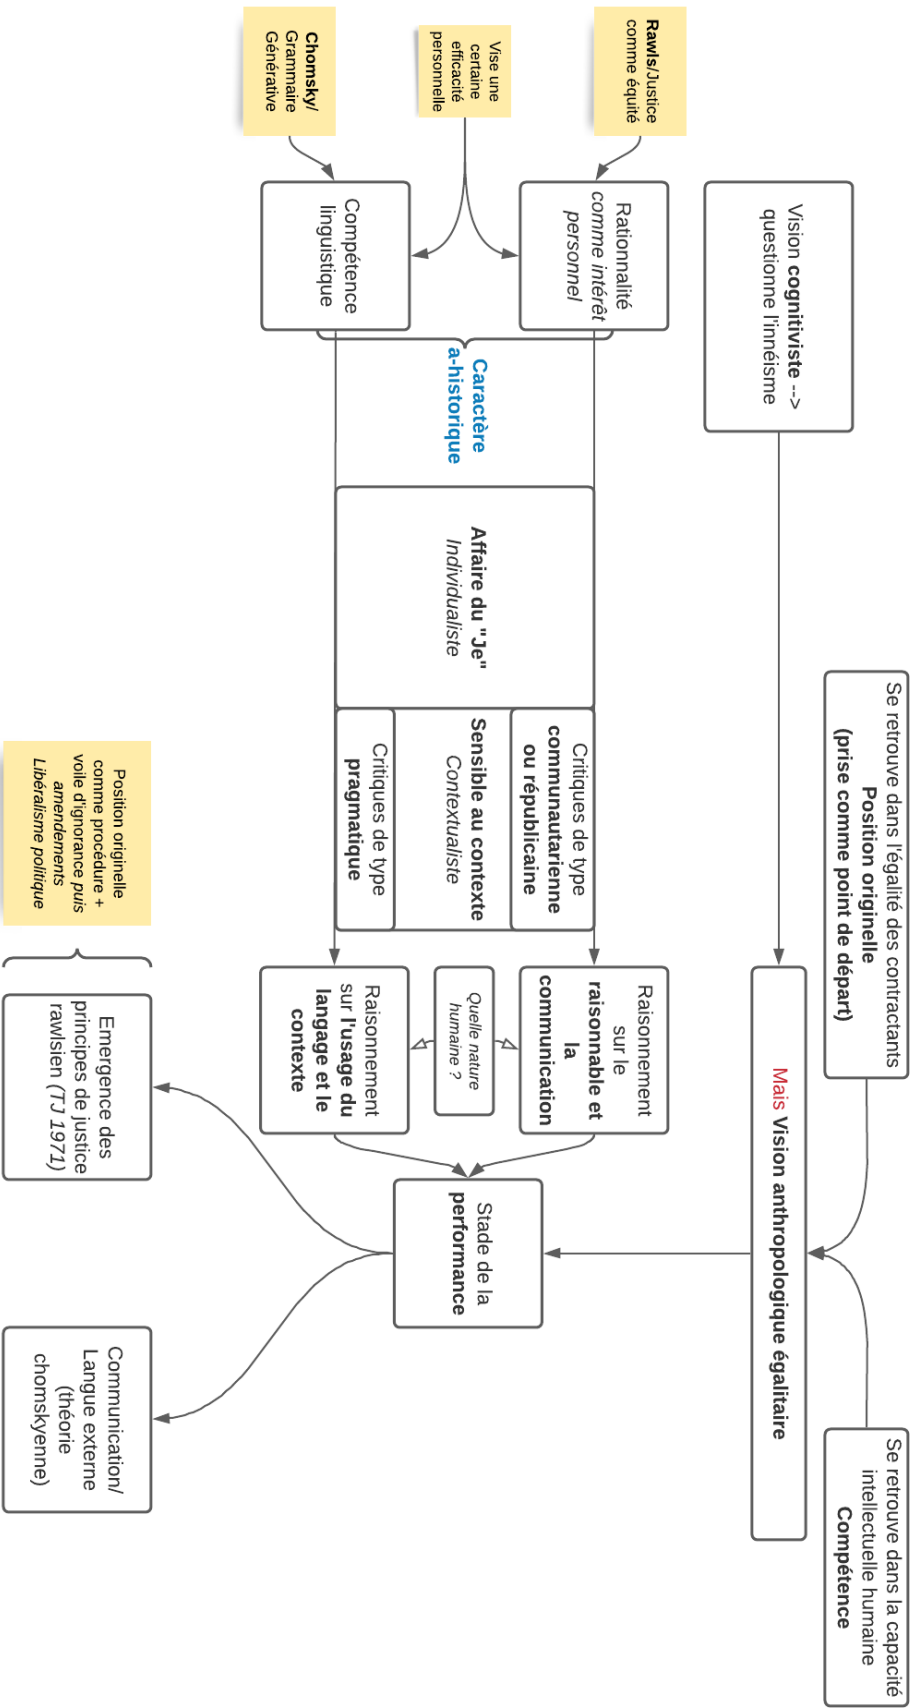 Se retrouve dans l'égalité des contractants
Position originelle
(prise comme point de départ)
Se retrouve dans la capacité
intellectuelle humaine
Compétence
Vision cognitiviste -->
questionne l'innéisme
Mais Vision anthropologique égalitaire
Rawls/Justice
comme équité
Rationnalité
comme intérêt
personnel
Vise une
certaine
efficacité
personnelle
Chomsky/
Grammaire
Générative
Compétence
linguistique
Caractère
a-historique
Affaire du "Je"
Individualiste
Critiques de type
communautarienne
ou républicaine
Sensible au contexte
Contextualiste
Critiques de type
pragmatique
Raisonnement
sur le
raisonnable et
la
communication
Quelle nature
humaine ?
Raisonnement
sur l'usage du
langage et le
contexte
Stade de la
performance
Position originelle
comme procédure +
voile d'ignorance puis
amendements
Libéralisme politique
Emergence des
principes de justice
rawlsien (TJ 1971)
Communication/
Langue externe
(théorie
chomskyenne)